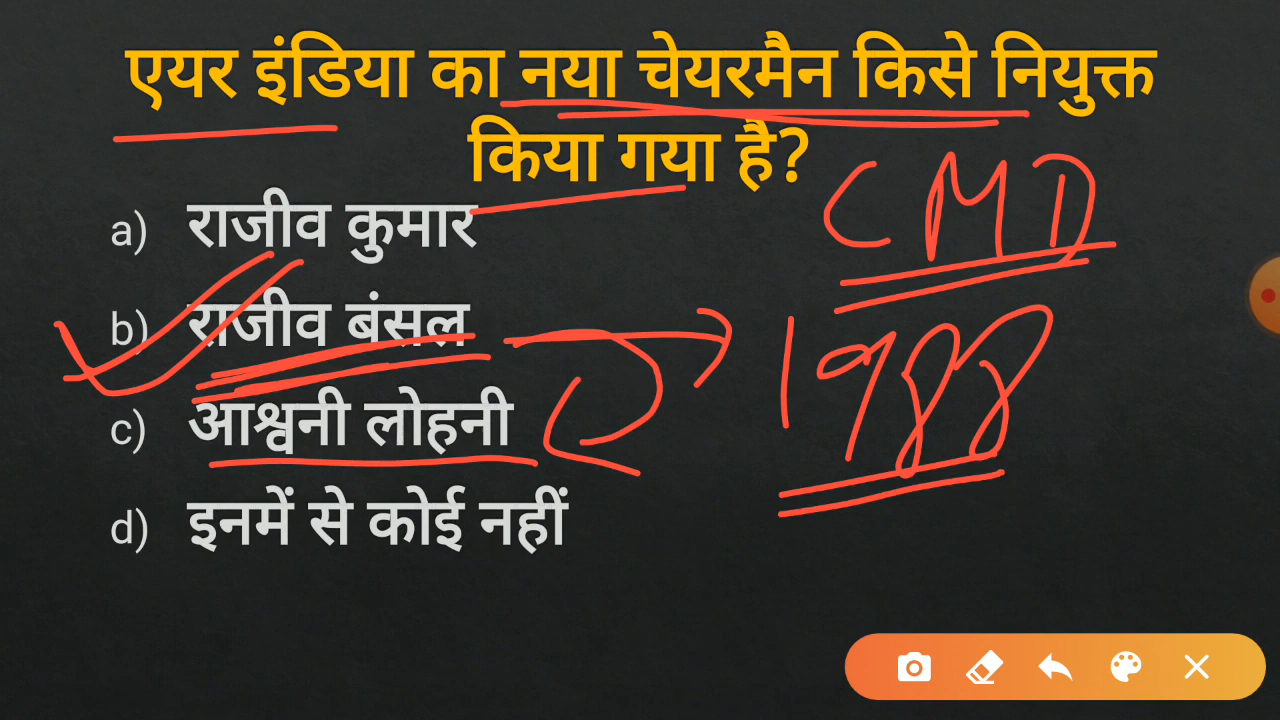 एयर इंडिया का नया चेयरमैन किसे नियुक्त
किया गया है?
CMD
a) राजीव कुमार
b) राजीव बंसल
1988
c) आश्वनी लोहनी
d) इनमें से कोई नहीं